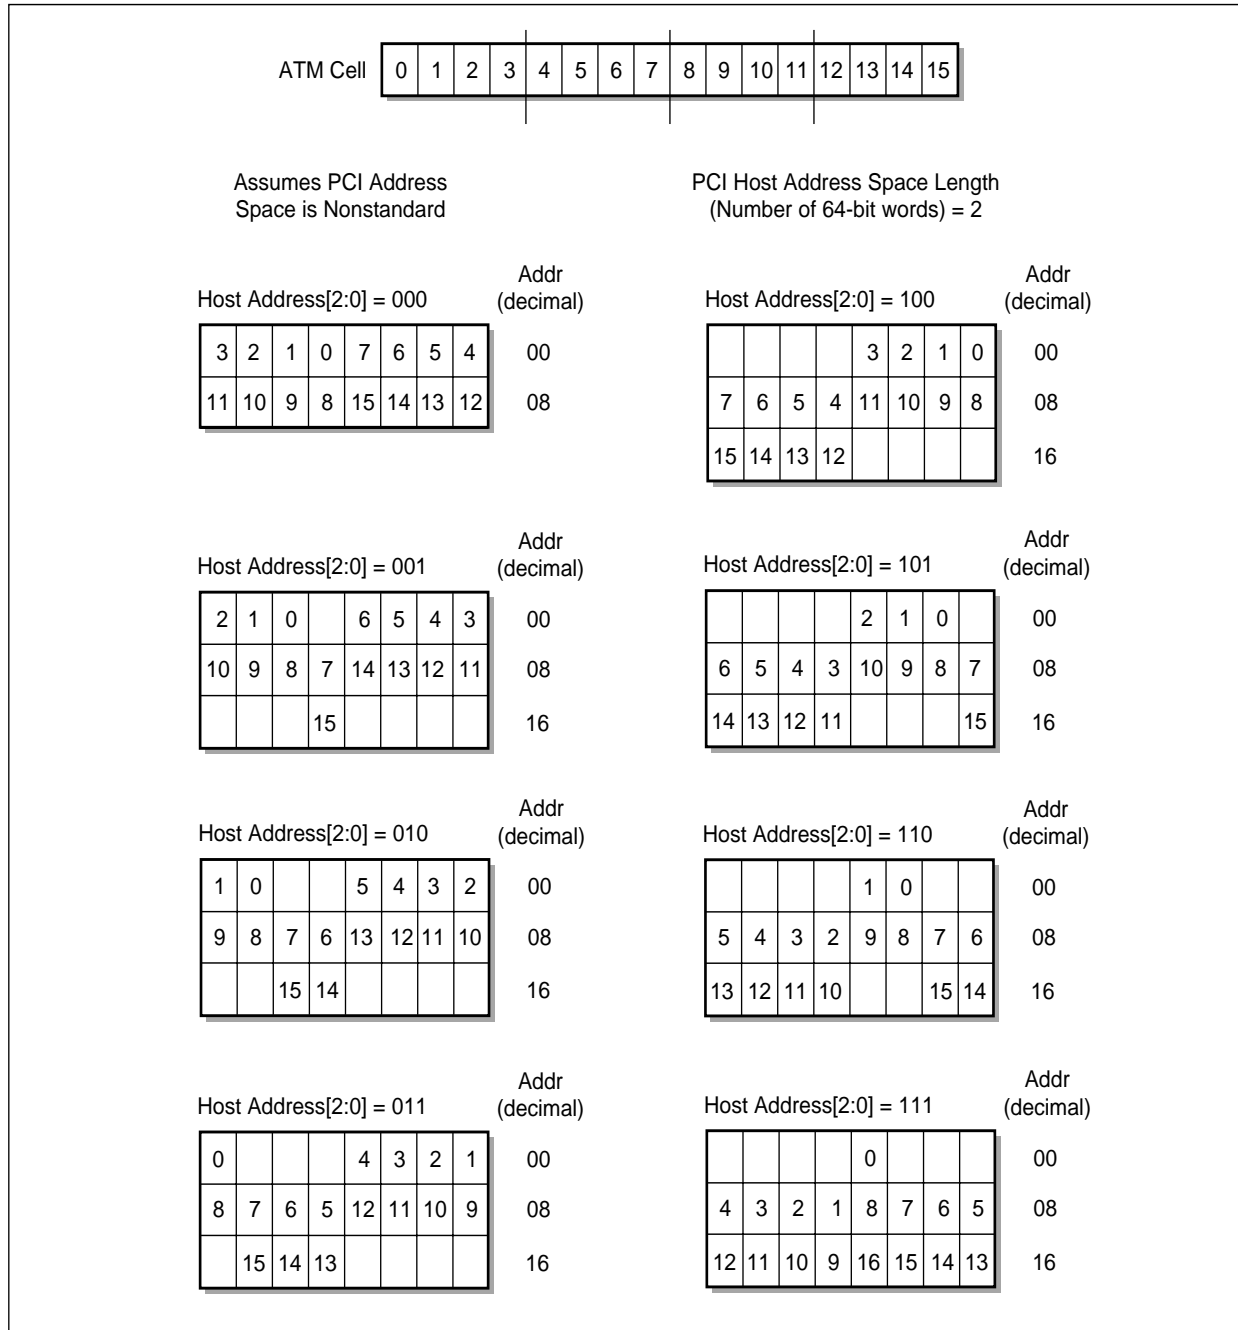 ATM Cell 0 1 2 3 4 5 6 7 8 9 10 11 12 13 14 15
Assumes PCI Address
Space is Nonstandard
PCI Host Address Space Length
(Number of 64-bit words) = 2
Host Address[2:0] = 000
Addr
(decimal)
3 2 1 0 7 6 5 4 00
11 10 9 8 15 14 13 12 08
Host Address[2:0] = 100
Addr
(decimal)
3 2 1 0 00
7 6 5 4 11 10 9 8 08
15 14 13 12 16
Host Address[2:0] = 001
Addr
(decimal)
2 1 0 6 5 4 3 00
10 9 8 7 14 13 12 11 08
15 16
Host Address[2:0] = 101
Addr
(decimal)
2 1 0 00
6 5 4 3 10 9 8 7 08
14 13 12 11 15 16
Host Address[2:0] = 010
Addr
(decimal)
1 0 5 4 3 2 00
9 8 7 6 13 12 11 10 08
15 14 16
Host Address[2:0] = 110
Addr
(decimal)
1 0 00
5 4 3 2 9 8 7 6 08
13 12 11 10 15 14 16
Host Address[2:0] = 011
Addr
(decimal)
0 4 3 2 1 00
8 7 6 5 12 11 10 9 08
15 14 13 16
Host Address[2:0] = 111
Addr
(decimal)
0 00
4 3 2 1 8 7 6 5 08
12 11 10 9 16 15 14 13 16